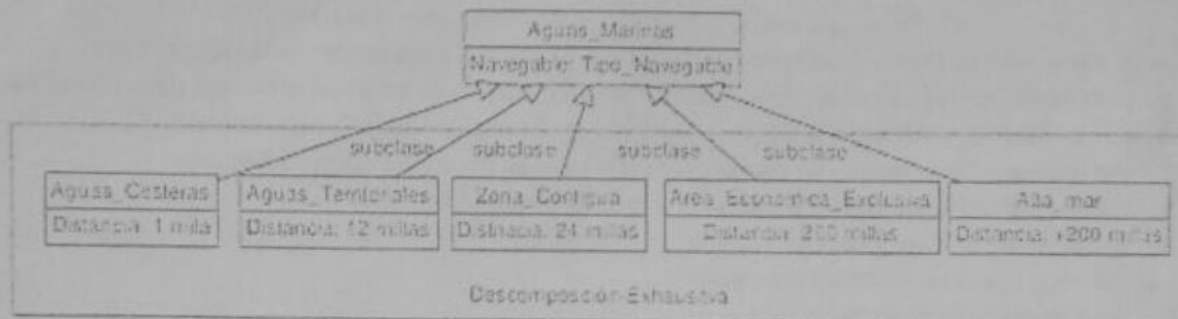 Aguas_Marinas
Navegable: Tipo_Navegable
subclase subclase subclase subclase
Aguas_Costeras Aguas_Territoriales Zona_Contigua Area_Economica_Exclusiva Alta_mar
Distancia: 1 milla Distancia: 12 millas Distnacia: 24 millas Distancia: 200 millas Distancia: +200 millas
Descomposición-Exhaustiva